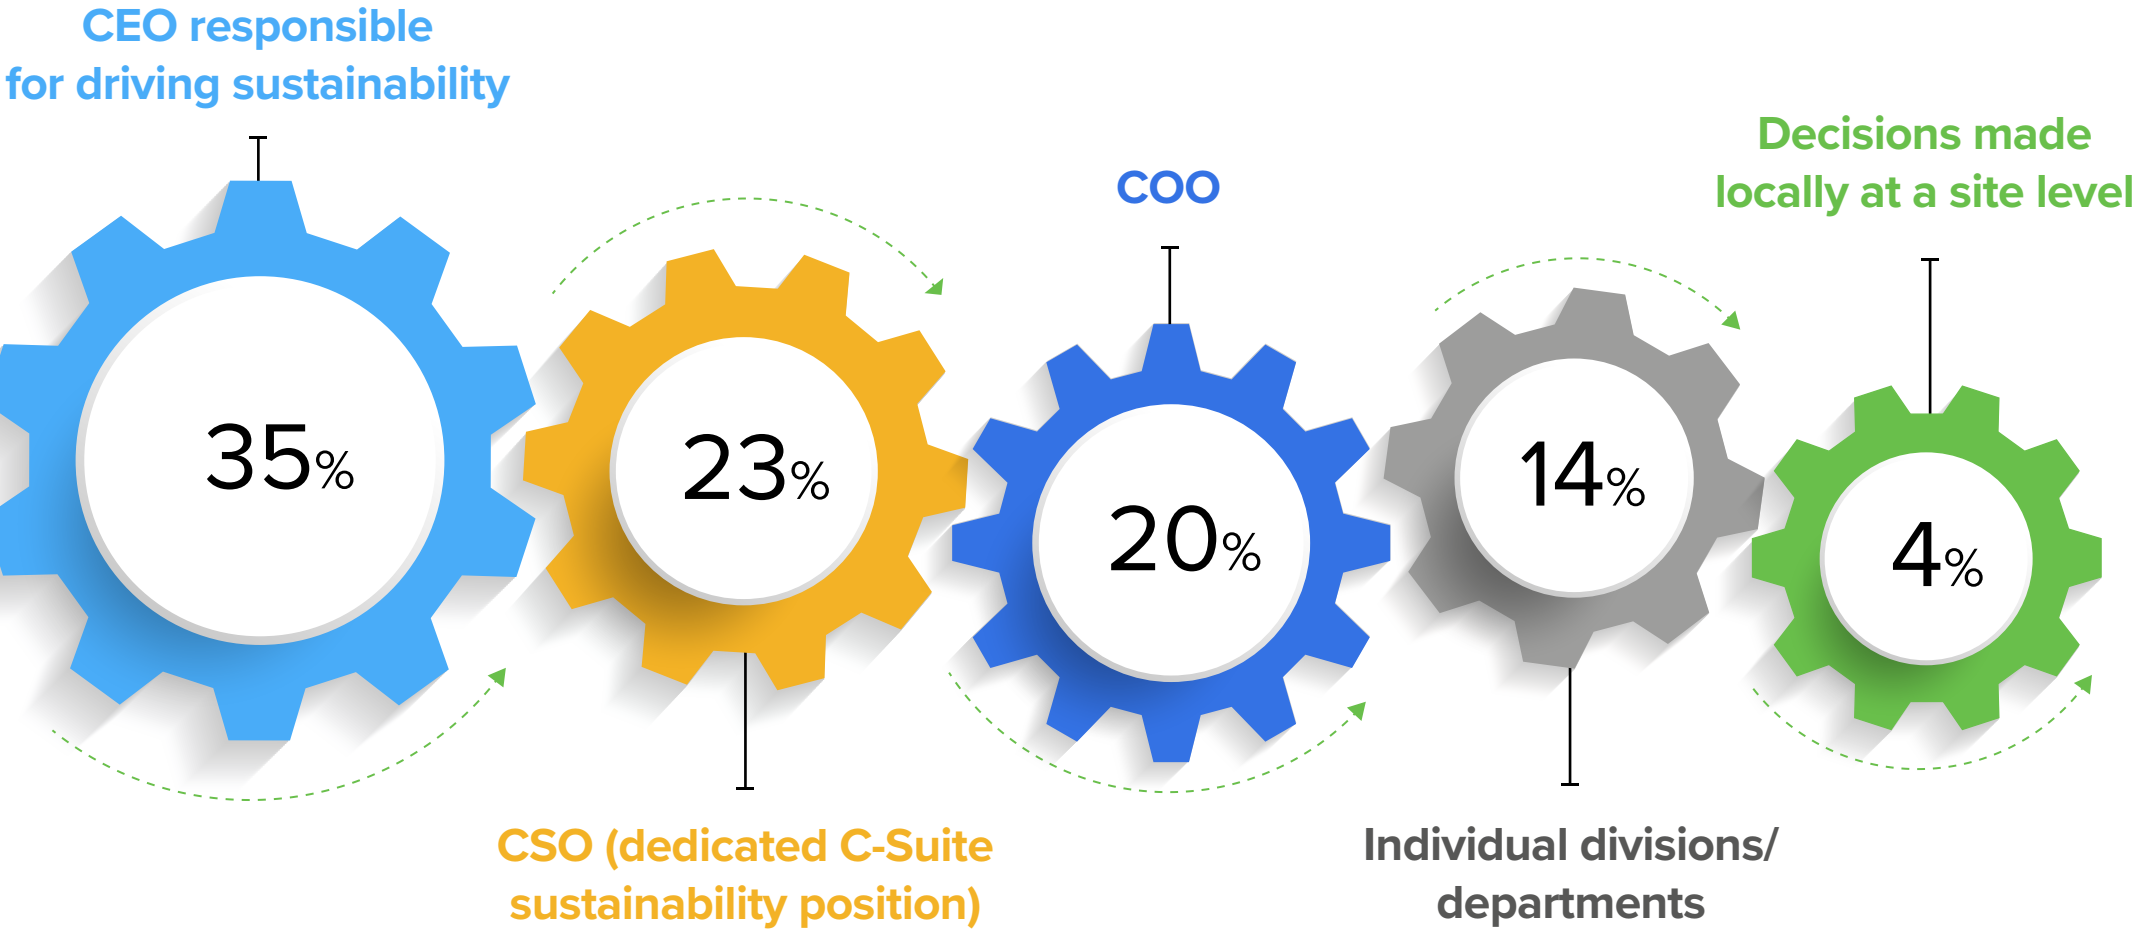 CEO responsible
for driving sustainability
35%
23%
CSO (dedicated C-Suite
sustainability position)
COO
20%
14%
Individual divisions/
departments
Decisions made
locally at a site level
4%